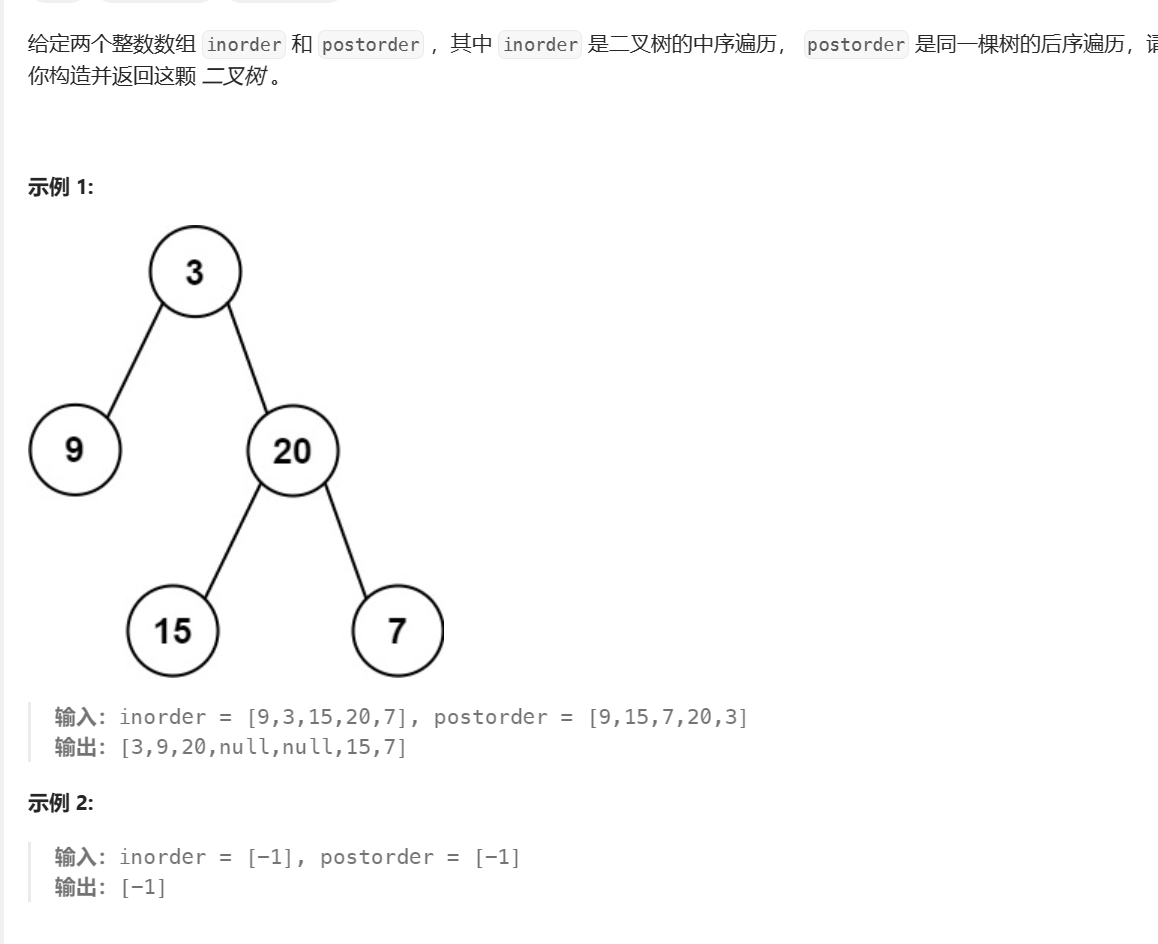 给定两个整数数组 inorder 和 postorder ，其中 inorder 是二叉树的中序遍历， postorder 是同一棵树的后序遍历，请
你构造并返回这颗 二叉树 。
示例 1:
3
9
20
15
7
输入：inorder = [9,3,15,20,7], postorder = [9,15,7,20,3]
输出：[3,9,20,null,null,15,7]
示例 2:
输入：inorder = [-1], postorder = [-1]
输出：[-1]